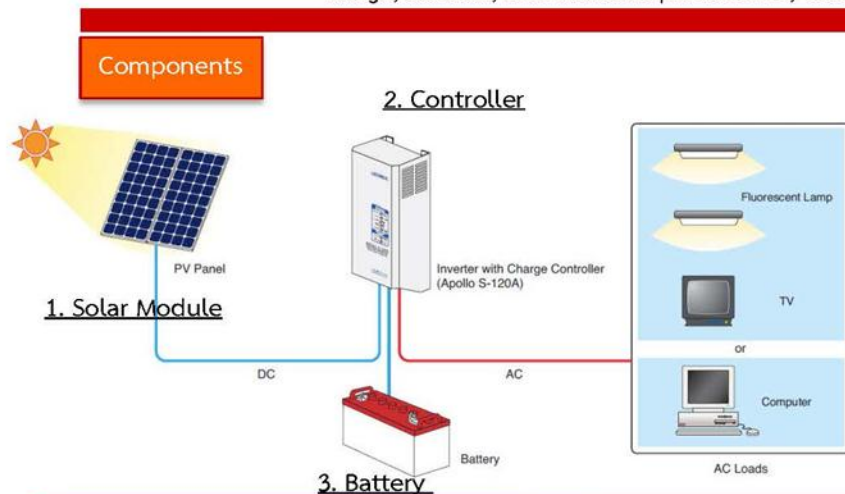 Components
2. Controller
Fluorescent Lamp
PV Panel
Inverter with Charge Controller
(Apollo S-120A)
1. Solar Module
TV
or
DC
AC
Computer
Battery
AC Loads
3. Battery